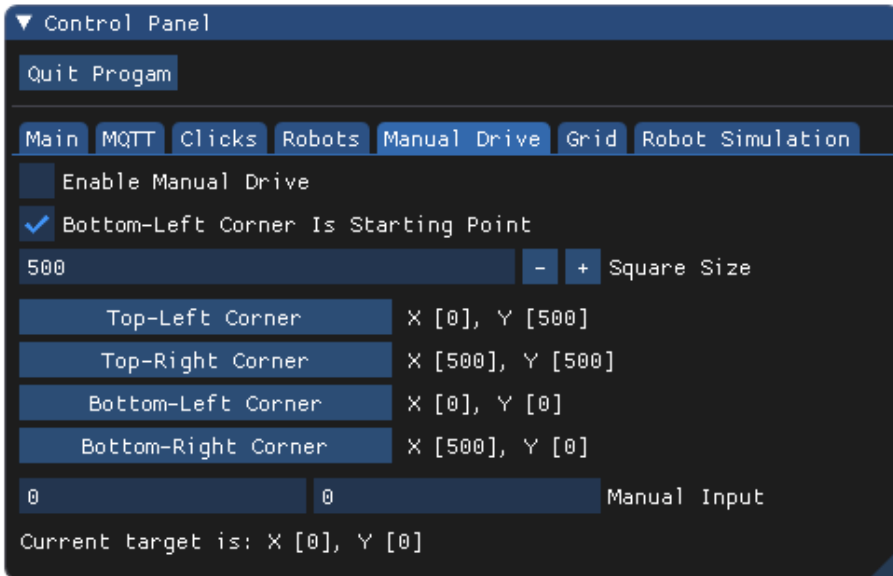 Control Panel
Quit Progam
Main MQTT Clicks Robots Manual Drive Grid Robot Simulation
Enable Manual Drive
Bottom-Left Corner Is Starting Point
500 - + Square Size
Top-Left Corner X [0], Y [500]
Top-Right Corner X [500], Y [500]
Bottom-Left Corner X [0], Y [0]
Bottom-Right Corner X [500], Y [0]
0 0 Manual Input
Current target is: X [0], Y [0]